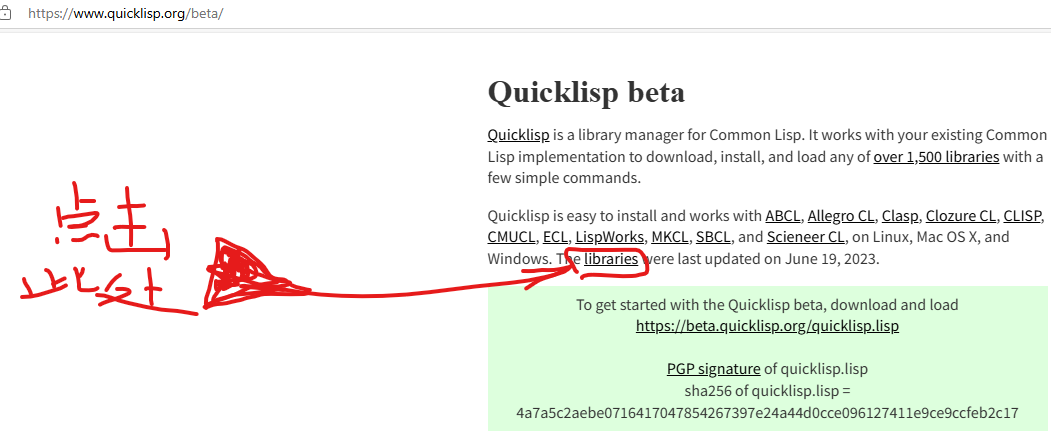 https://www.quicklisp.org/beta/
Quicklisp beta
Quicklisp is a library manager for Common Lisp. It works with your existing Common
Lisp implementation to download, install, and load any of over 1,500 libraries with a
few simple commands.
Quicklisp is easy to install and works with ABCL, Allegro CL, Clasp, Clozure CL, CLISP,
CMUCL, ECL, LispWorks, MKCL, SBCL, and Scieneer CL, on Linux, Mac OS X, and
Windows. The libraries were last updated on June 19, 2023.
点击
此处
To get started with the Quicklisp beta, download and load
https://beta.quicklisp.org/quicklisp.lisp
PGP signature of quicklisp.lisp
sha256 of quicklisp.lisp =
4a7a5c2aebe0716417047854267397e24a44d0cce096127411e9ce9ccfeb2c17